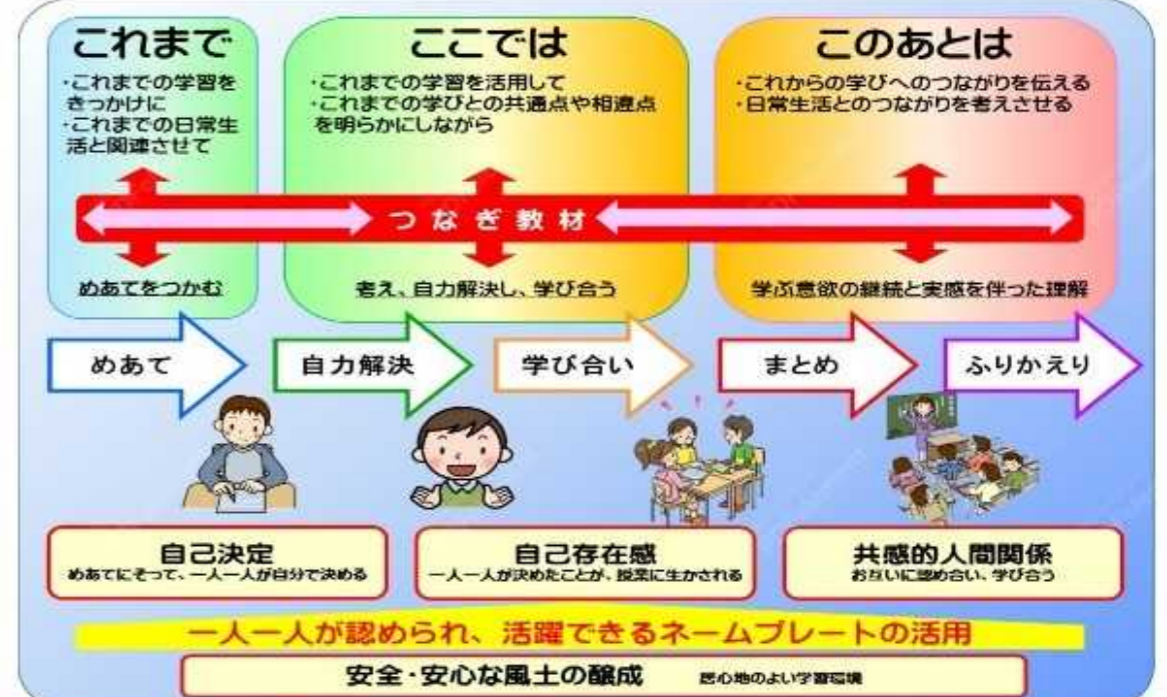 これまで
・これまでの学習を
きっかけに
・これまでの日常生
活と関連させて
ここでは
・これまでの学習を活用して
・これまでの学びとの共通点や相違点
を明らかにしながら
このあとは
・これからの学びへのつながりを伝える
・日常生活とのつながりを考えさせる
つなぎ教材
めあてをつかむ
考え、自力解決し、学び合う
学ぶ意欲の継続と実感を伴った理解
めあて
自力解決
学び合い
まとめ
ふりかえり
自己決定
めあてにそって、一人一人が自分で決める
自己存在感
一人一人が決めたことが、授業に生かされる
共感的人間関係
お互いに認め合い、学び合う
一人一人が認められ、活躍できるネームプレートの活用
安全・安心な風土の醸成 居心地のよい学習環境